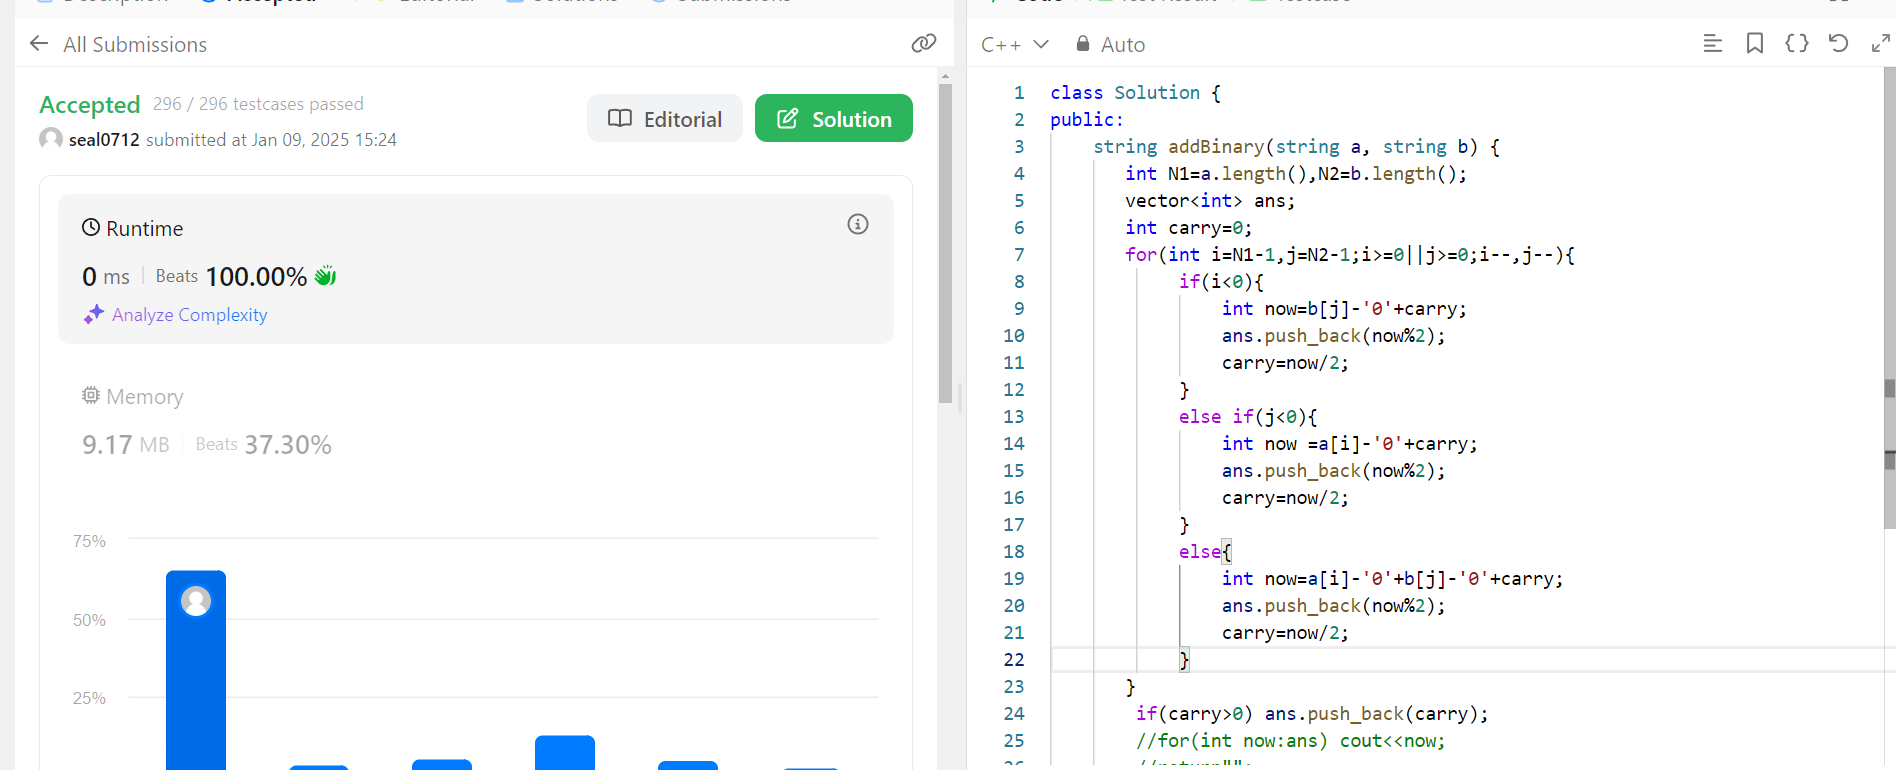 All Submissions
Accepted 296 / 296 testcases passed
seal0712 submitted at Jan 09, 2025 15:24
Editorial
Solution
Runtime
0 ms Beats 100.00%
Analyze Complexity
Memory
9.17 MB Beats 37.30%
75%
50%
25%
C++ Auto
1 class Solution {
2 public:
3 string addBinary(string a, string b) {
4 int N1=a.length(),N2=b.length();
5 vector<int> ans;
6 int carry=0;
7 for(int i=N1-1,j=N2-1;i>=0||j>=0;i--,j--){
8 if(i<0){
9 int now=b[j]-'0'+carry;
10 ans.push_back(now%2);
11 carry=now/2;
12 }
13 else if(j<0){
14 int now =a[i]-'0'+carry;
15 ans.push_back(now%2);
16 carry=now/2;
17 }
18 else{
19 int now=a[i]-'0'+b[j]-'0'+carry;
20 ans.push_back(now%2);
21 carry=now/2;
22 }
23 }
24 if(carry>0) ans.push_back(carry);
25 //for(int now:ans) cout<<now;